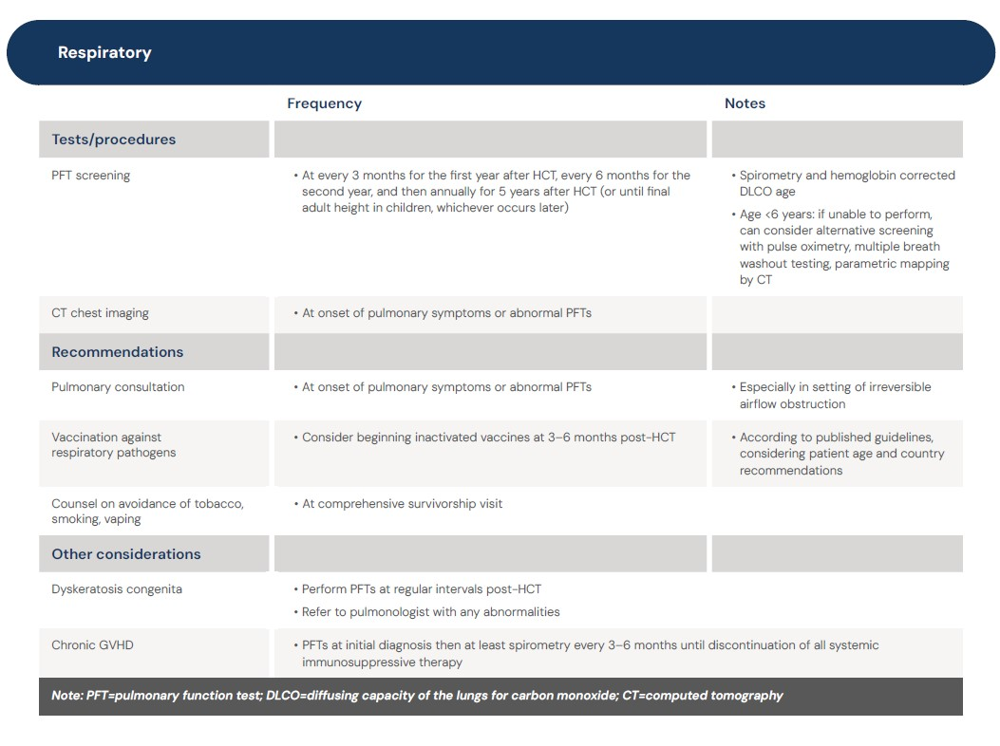 Respiratory
Frequency
Notes
Tests/procedures
PFT screening
• At every 3 months for the first year after HCT, every 6 months for the
second year, and then annually for 5 years after HCT (or until final
adult height in children, whichever occurs later)
• Spirometry and hemoglobin corrected
DLCO age
• Age <6 years: if unable to perform,
can consider alternative screening
with pulse oximetry, multiple breath
washout testing, parametric mapping
by CT
CT chest imaging
• At onset of pulmonary symptoms or abnormal PFTs
Recommendations
Pulmonary consultation
• At onset of pulmonary symptoms or abnormal PFTs
• Especially in setting of irreversible
airflow obstruction
Vaccination against
respiratory pathogens
• Consider beginning inactivated vaccines at 3–6 months post-HCT
• According to published guidelines,
considering patient age and country
recommendations
Counsel on avoidance of tobacco,
smoking, vaping
• At comprehensive survivorship visit
Other considerations
Dyskeratosis congenita
• Perform PFTs at regular intervals post-HCT
• Refer to pulmonologist with any abnormalities
Chronic GVHD
• PFTs at initial diagnosis then at least spirometry every 3–6 months until discontinuation of all systemic
immunosuppressive therapy
Note: PFT=pulmonary function test; DLCO=diffusing capacity of the lungs for carbon monoxide; CT=computed tomography